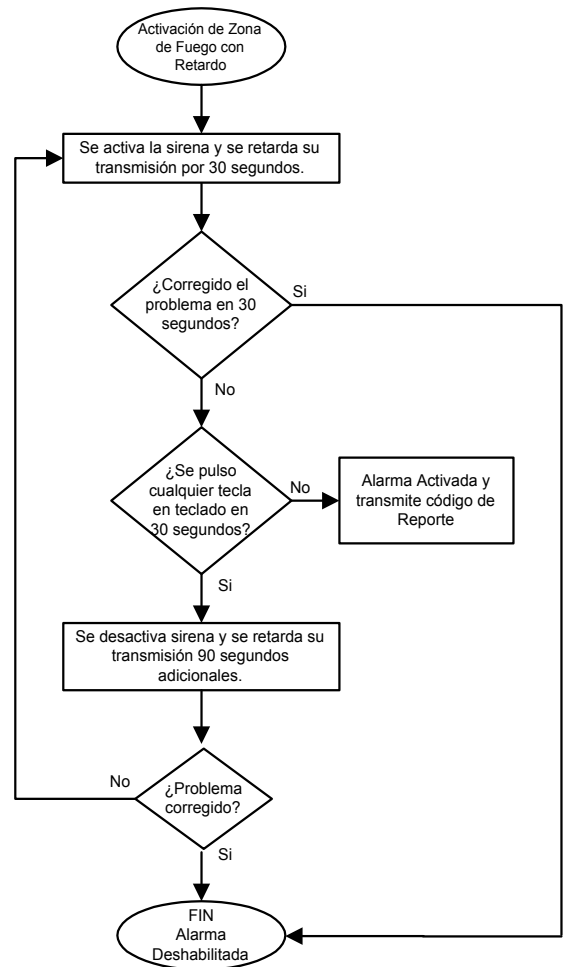 Activación de Zona
de Fuego con
Retardo
Se activa la sirena y se retarda su
transmisión por 30 segundos.
¿Corregido el
problema en 30
segundos?
Si
No
¿Se pulso
cualquier tecla
en teclado en
30 segundos?
No
Alarma Activada y
transmite código de
Reporte
Si
Se desactiva sirena y se retarda su
transmisión 90 segundos
adicionales.
No
¿Problema
corregido?
Si
FIN
Alarma
Deshabilitada